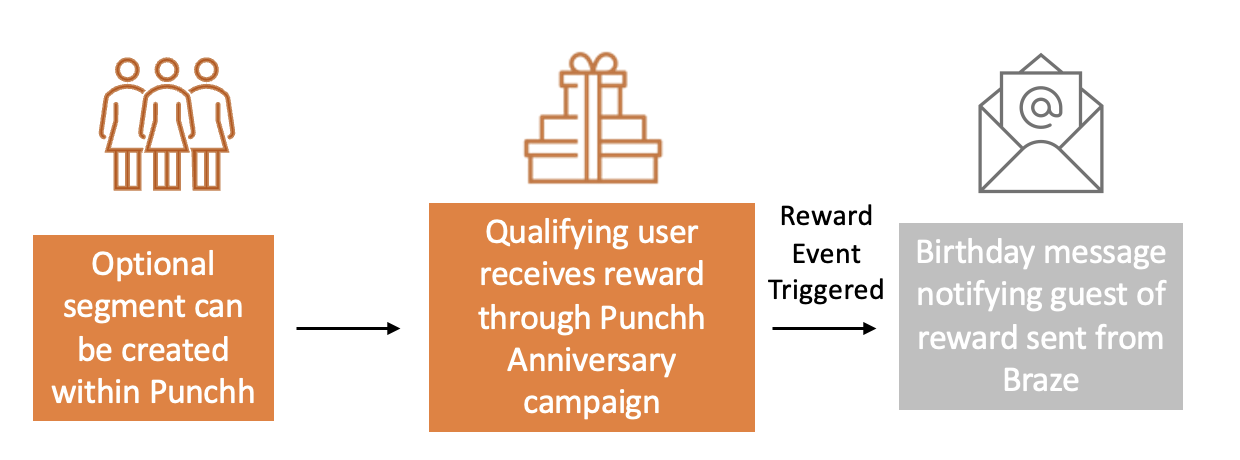 Optional
segment can
be created
within Punchh
Qualifying user
receives reward
through Punchh
Anniversary
campaign
Reward
Event
Triggered
@
Birthday message
notifying guest of
reward sent from
Braze